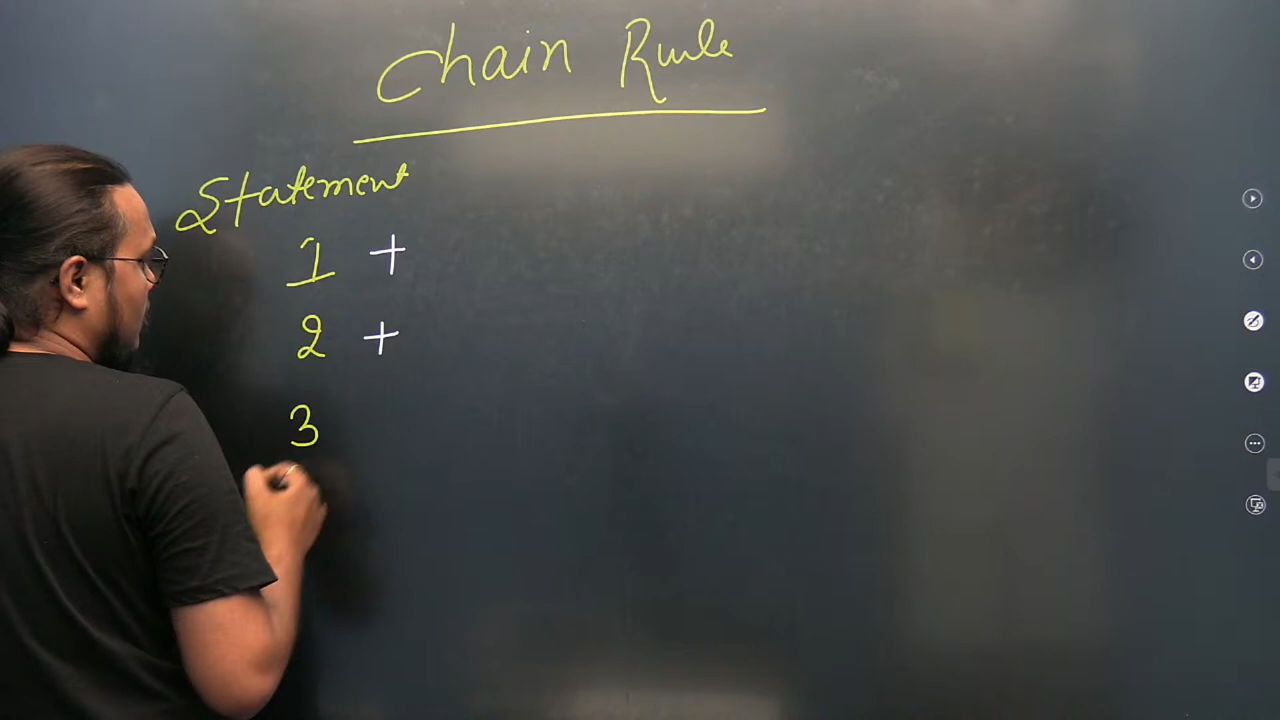 Chain Rule
Statement
1 +
2 +
3